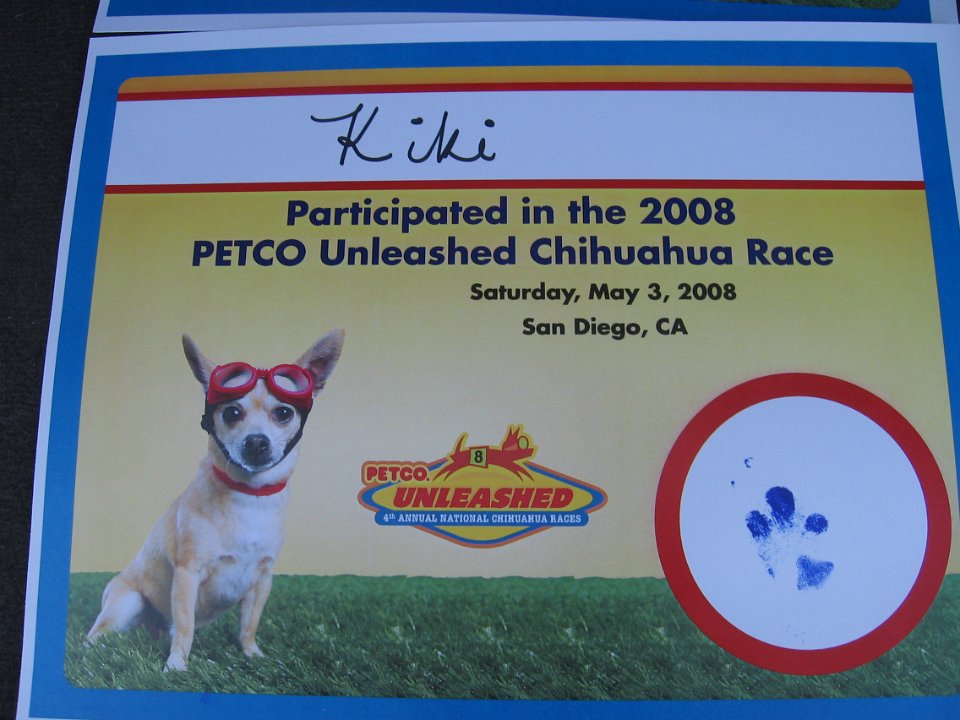 Kiki
Participated in the 2008
PETCO Unleashed Chihuahua Race
Saturday, May 3, 2008
San Diego, CA
8
PETCO.
UNLEASHED
4th ANNUAL NATIONAL CHIHUAHUA RACES